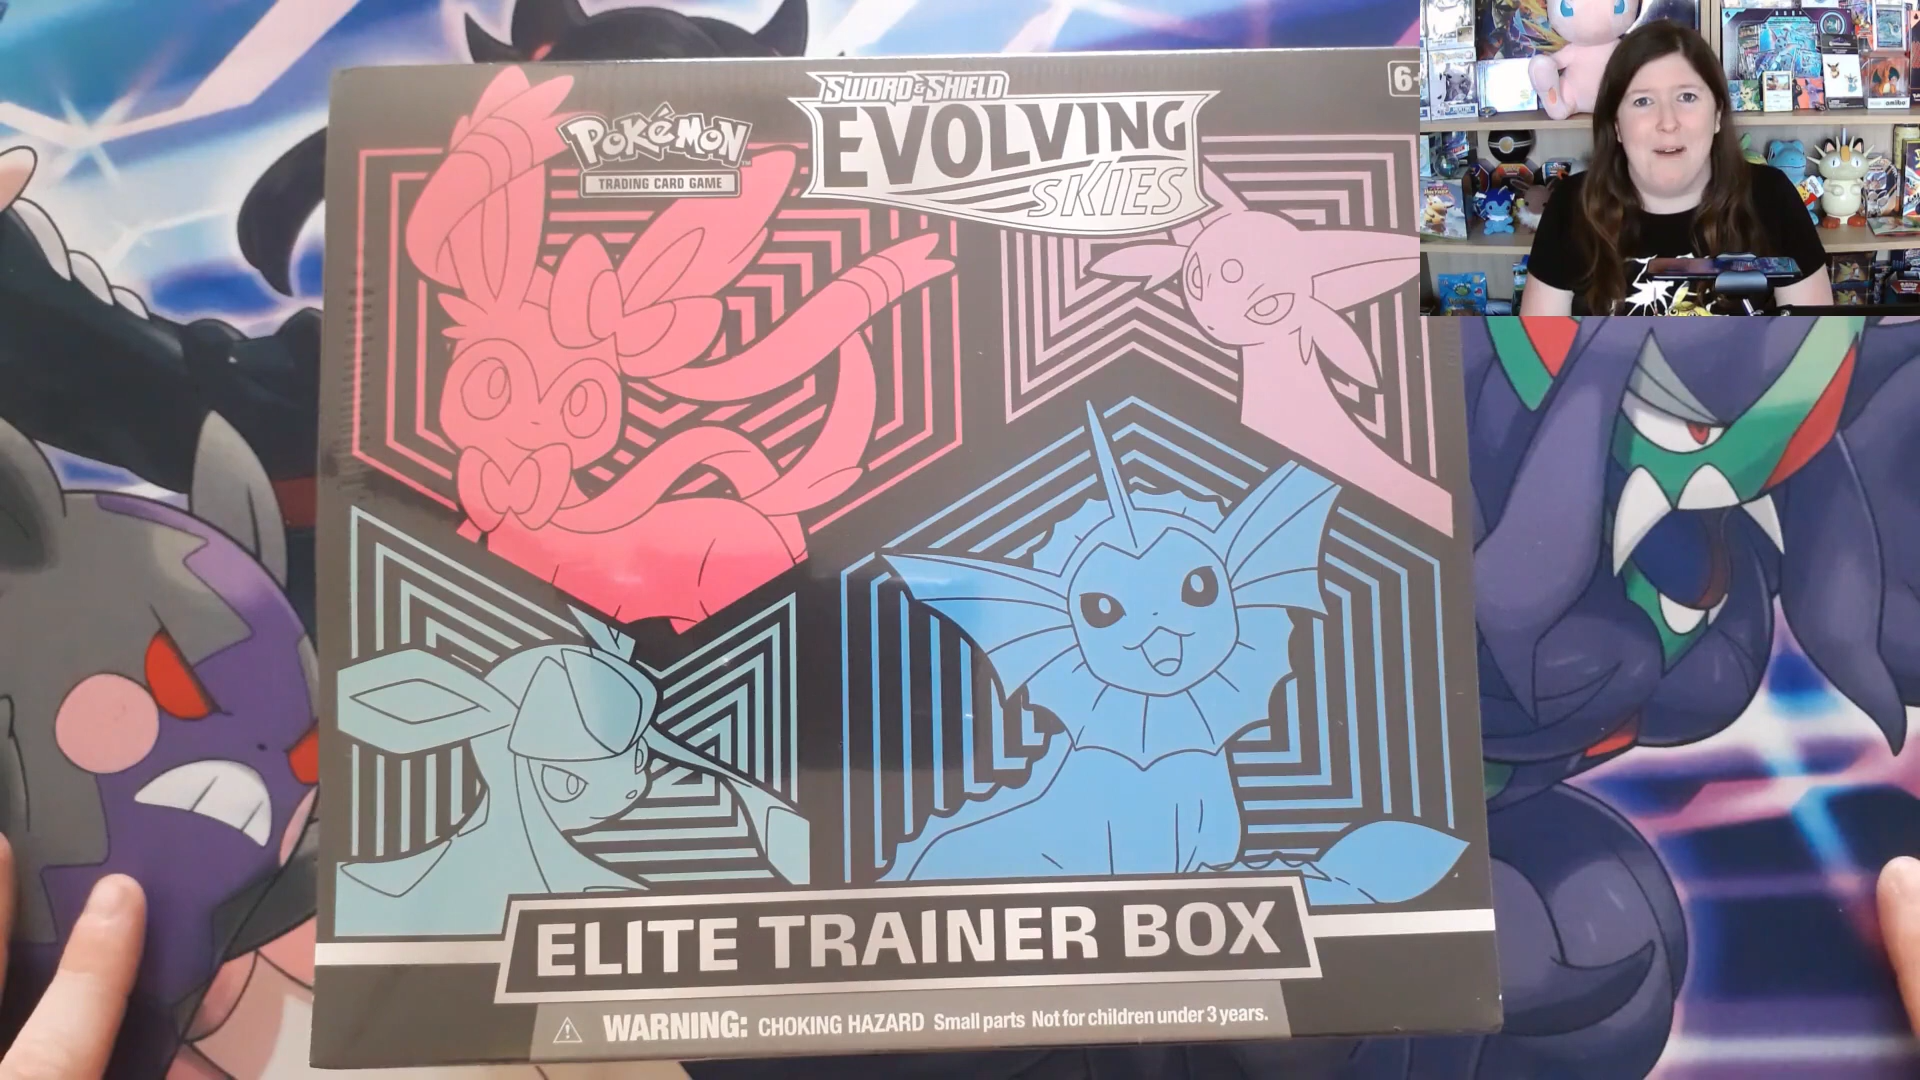 SWORD & SHIELD
POKéMON
TRADING CARD GAME
EVOLVING
SKIES
ELITE TRAINER BOX
WARNING: CHOKING HAZARD Small parts Not for children under 3 years.